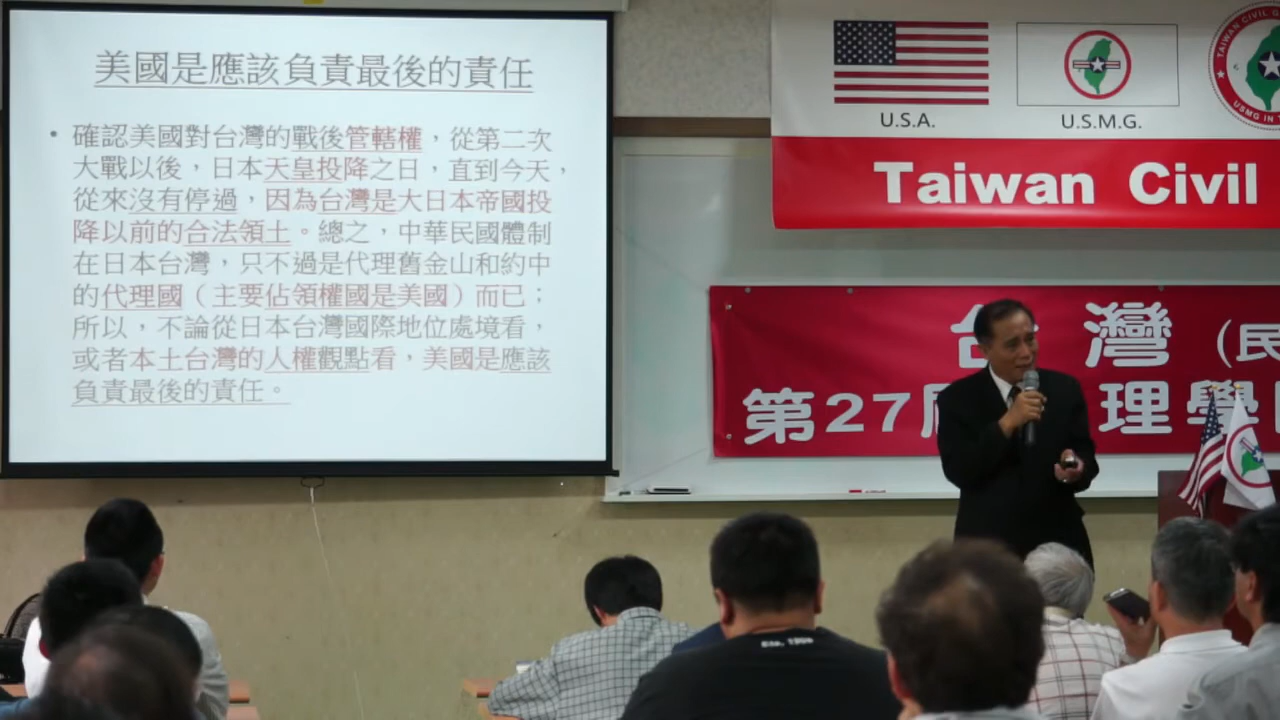 美國是應該負責最後的責任
• 確認美國對台灣的戰後管轄權，從第二次
大戰以後，日本天皇投降之日，直到今天，
從來沒有停過，因為台灣是大日本帝國投
降以前的合法領土。總之，中華民國體制
在日本台灣，只不過是代理舊金山和約中
的代理國（主要佔領權國是美國）而已；
所以，不論從日本台灣國際地位處境看，
或者本土台灣的人權觀點看，美國是應該
負責最後的責任。
U.S.A.
U.S.M.G.
TAIWAN CIVIL
USMG IN
Taiwan Civil
台灣（民
第27 理學